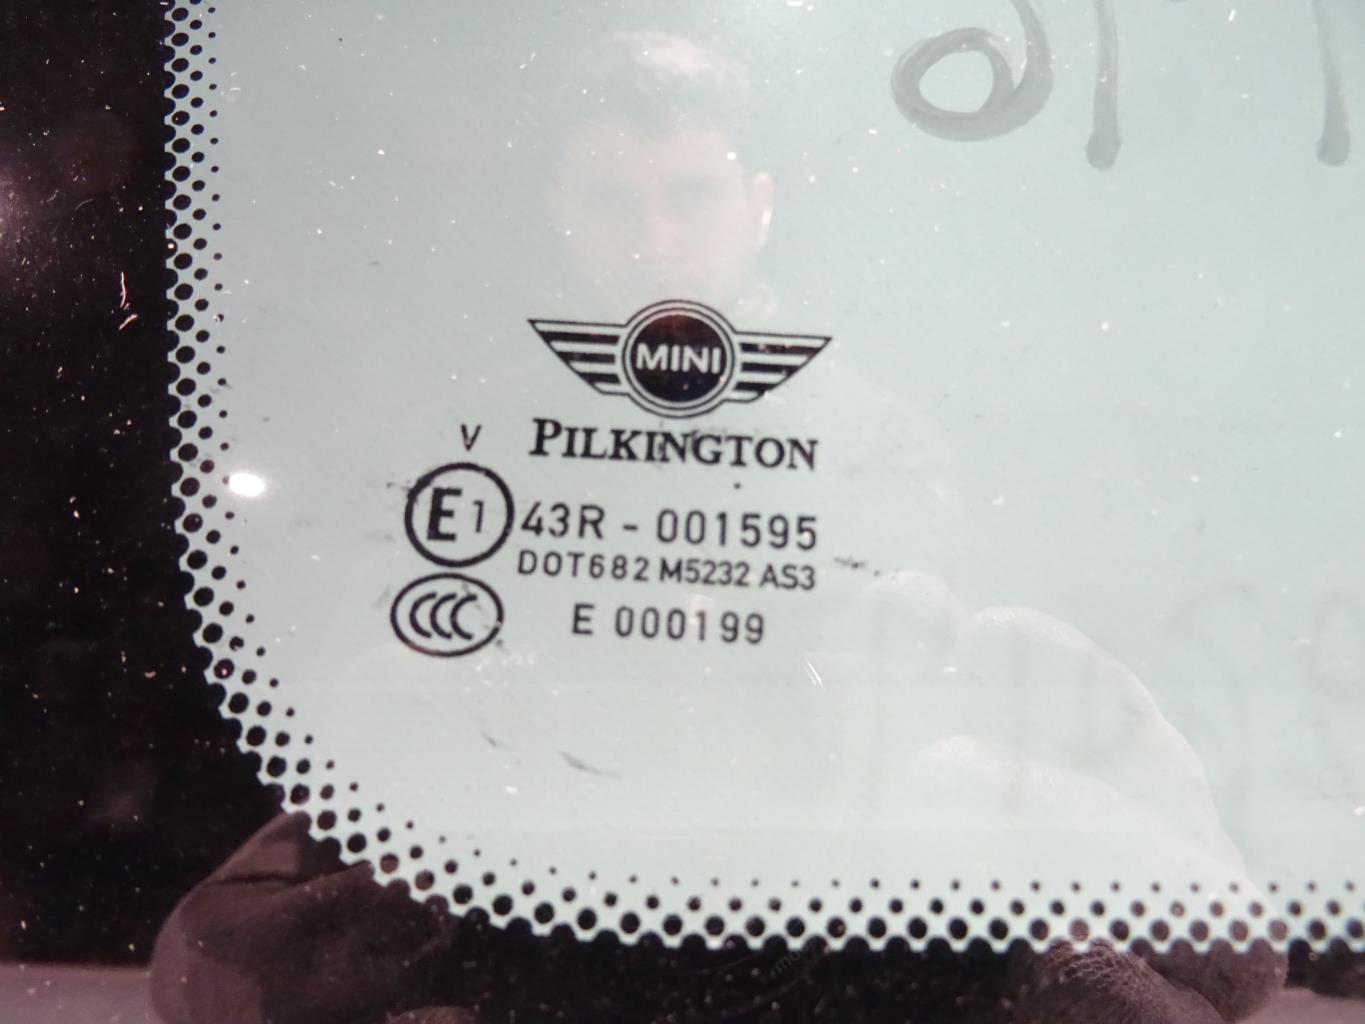 MINI
PILKINGTON
V
E1 43R - 001595
DOT682 M5232 AS3
CCC E 000199